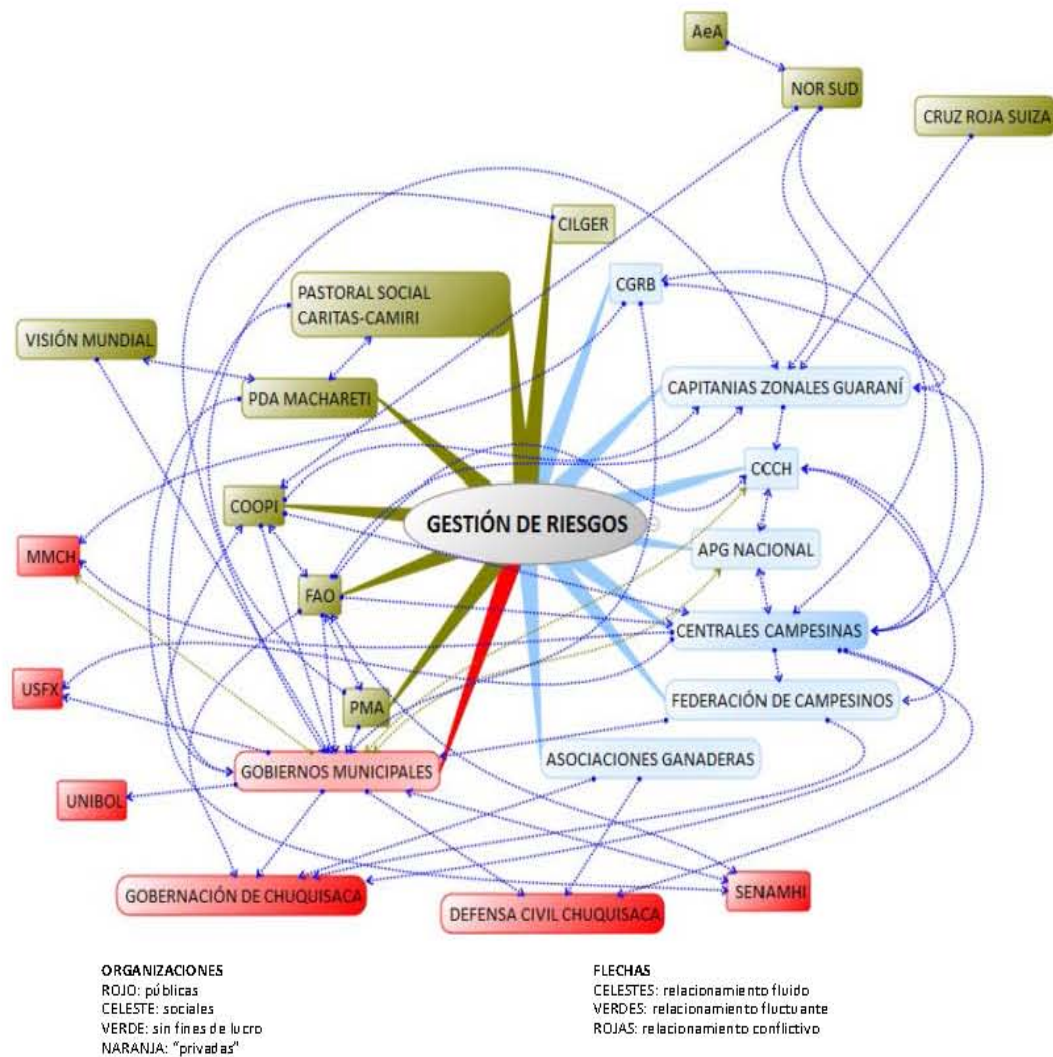 AeA
NOR SUD
CRUZ ROJA SUIZA
CILGER
CGRB
PASTORAL SOCIAL
CARITAS-CAMIRI
VISIÓN MUNDIAL
PDA MACHARETI
CAPITANIAS ZONALES GUARANÍ
CCCH
COOPI
GESTIÓN DE RIESGOS
MMCH
APG NACIONAL
FAO
CENTRALES CAMPESINAS
USFX
PMA
FEDERACIÓN DE CAMPESINOS
GOBIERNOS MUNICIPALES
ASOCIACIONES GANADERAS
UNIBOL
GOBERNACIÓN DE CHUQUISACA
SENAMHI
DEFENSA CIVIL CHUQUISACA
ORGANIZACIONES
ROJO: públicas
CELESTE: sociales
VERDE: sin fines de lucro
NARANJA: "privadas"
FLECHAS
CELESTES: relacionamiento fluido
VERDES: relacionamiento fluctuante
ROJAS: relacionamiento conflictivo